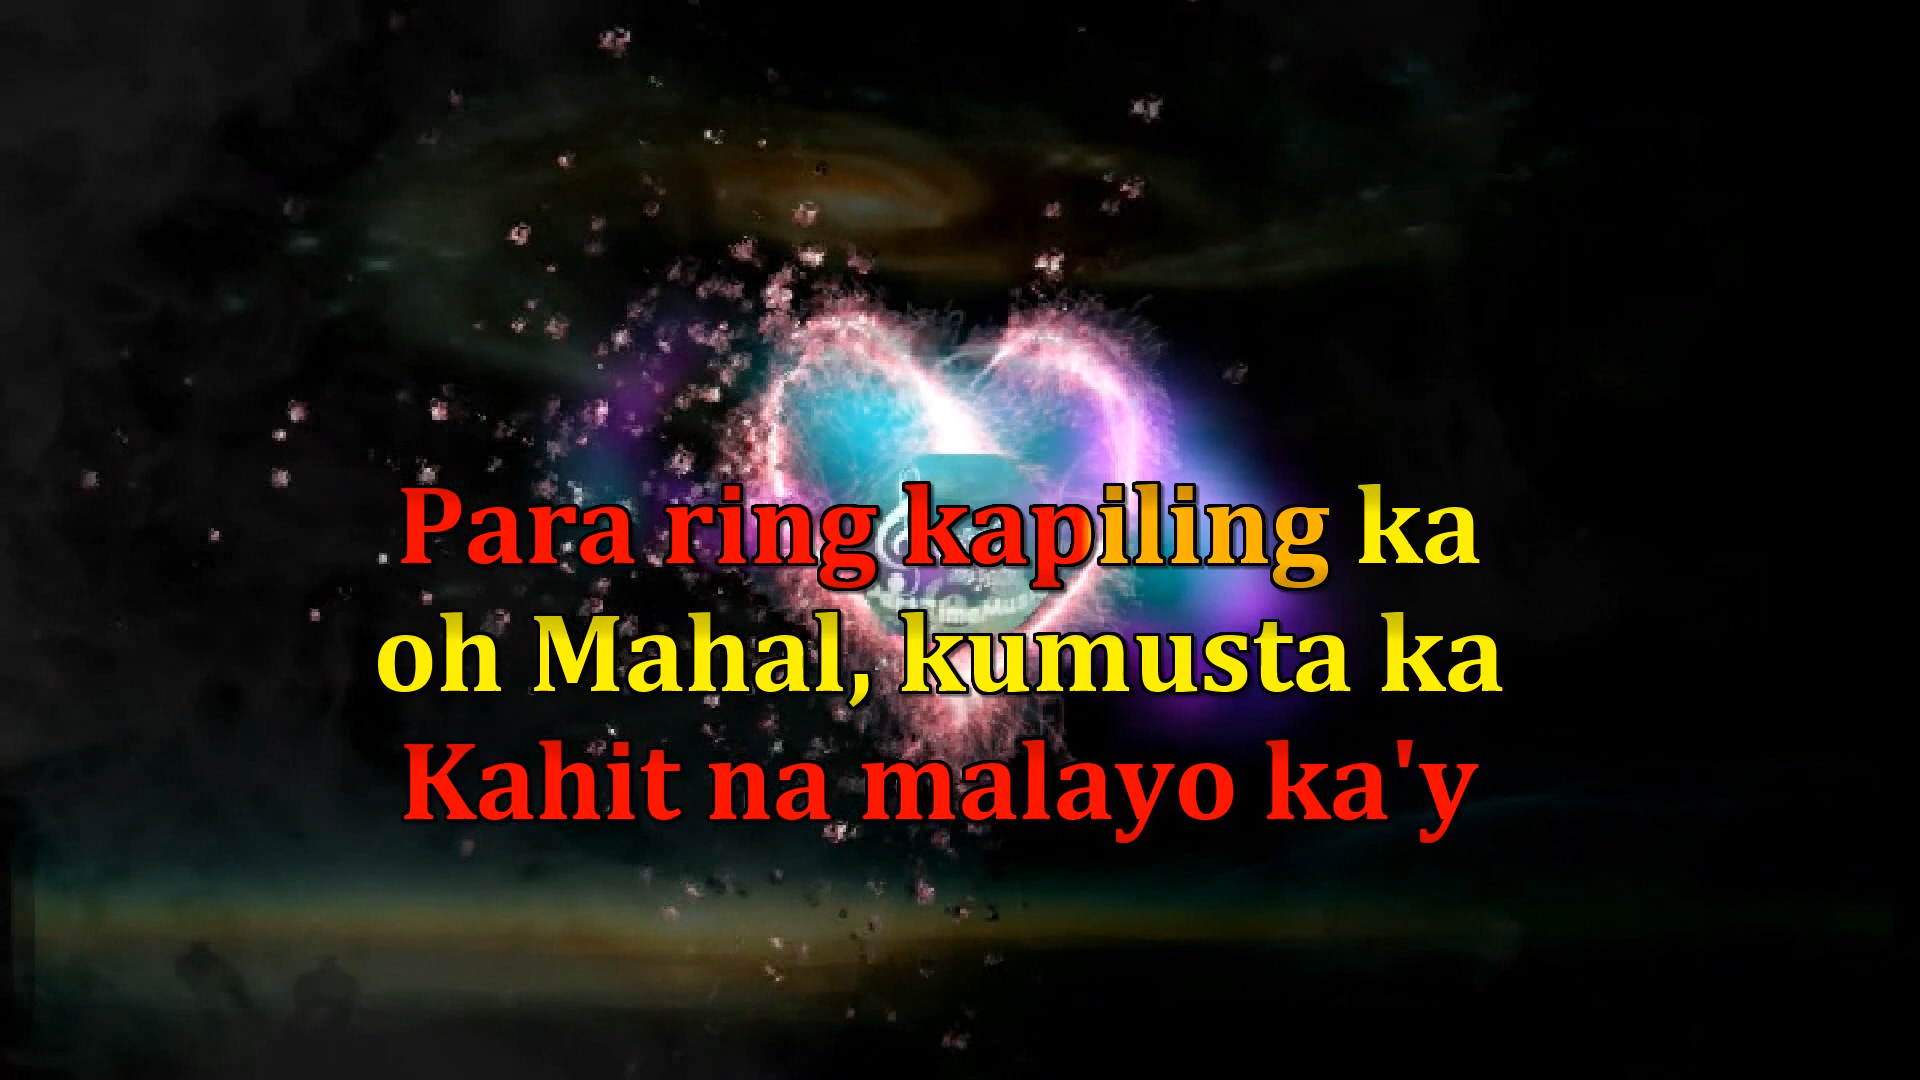 Para ring kapiling ka
oh Mahal, kumusta ka
Kahit na malayo ka'y